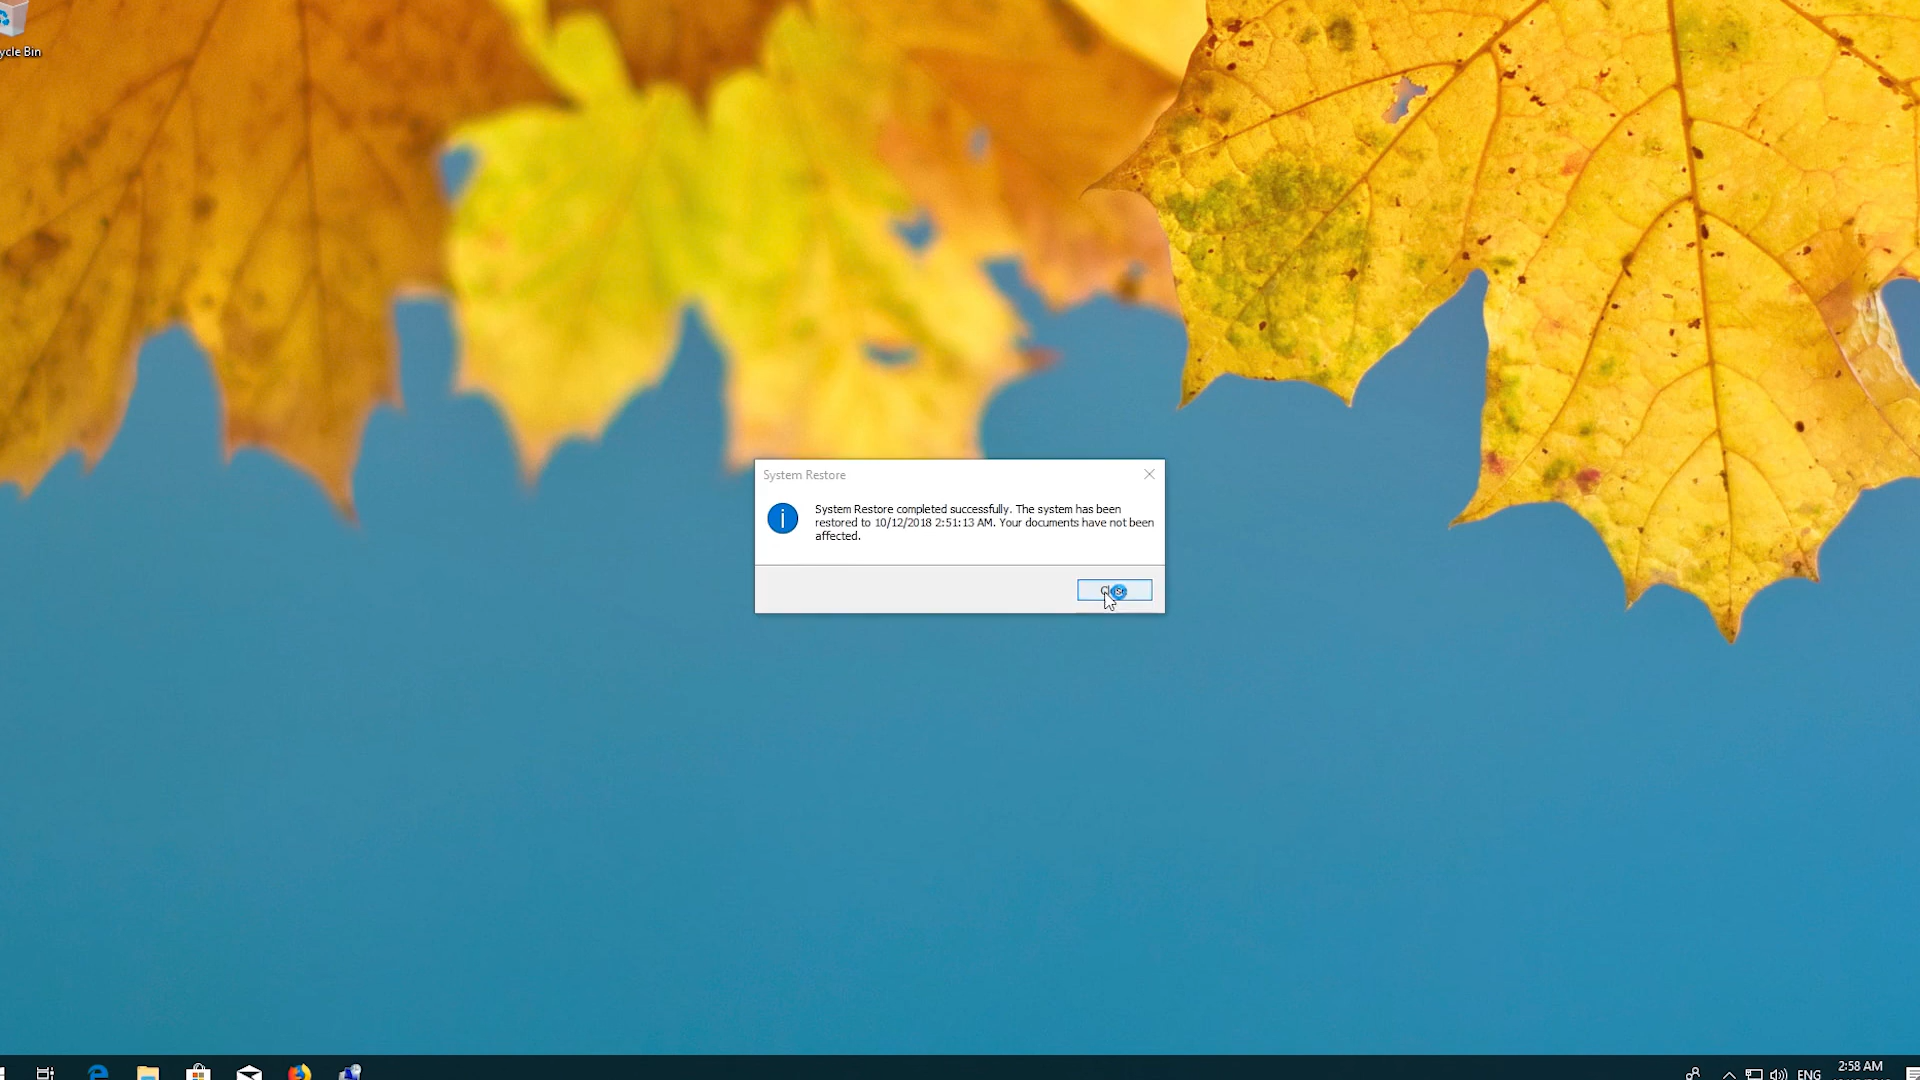 ycle Bin
System Restore
System Restore completed successfully. The system has been
restored to 10/12/2018 2:51:13 AM. Your documents have not been
affected.
Close
ENG
2:58 AM